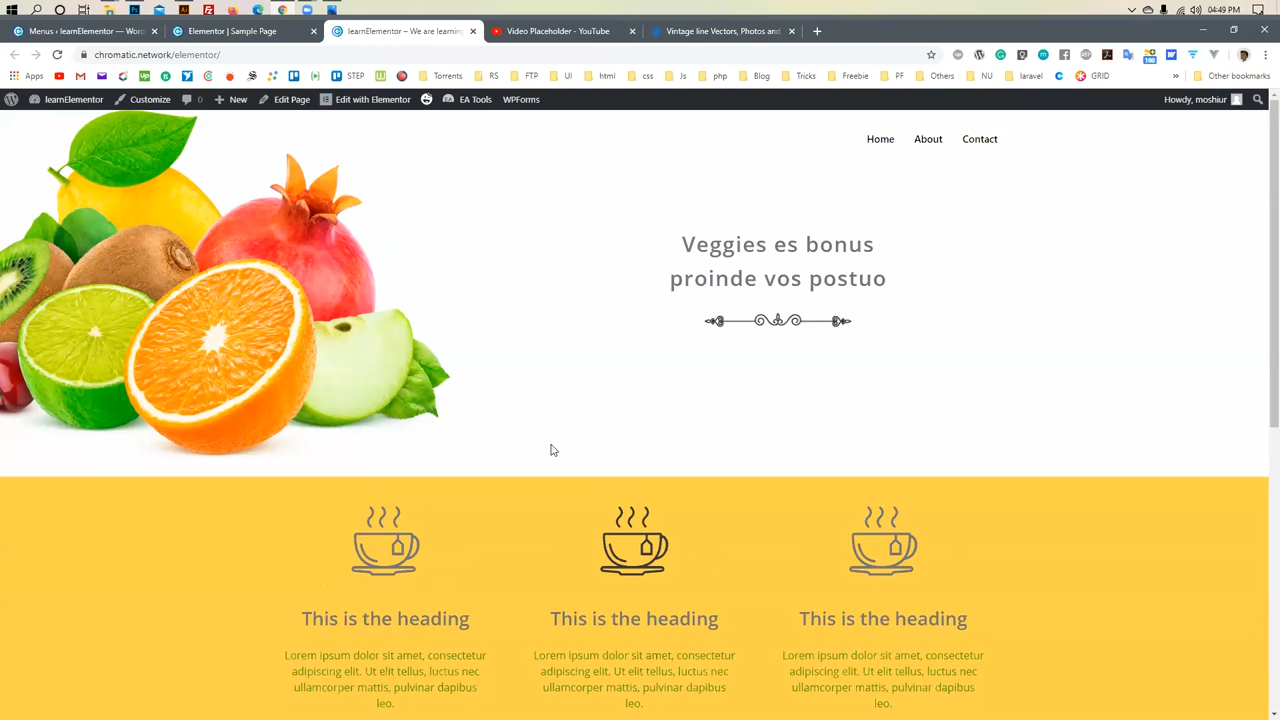 04:49 PM
Menus ‹ learnElementor — Word
Elementor | Sample Page
learnElementor – We are learning
Video Placeholder - YouTube
Vintage line Vectors, Photos and
chromatic.network/elementor/
Apps
STEP
Torrents
RS
FTP
UI
html
css
Js
php
Blog
Tricks
Freebie
PF
Others
NU
laravel
GRID
»
Other bookmarks
learnElementor
Customize
0
New
Edit Page
Edit with Elementor
EA Tools
WPForms
Howdy, moshiur
Home About Contact
Veggies es bonus
proinde vos postuo
This is the heading
Lorem ipsum dolor sit amet, consectetur
adipiscing elit. Ut elit tellus, luctus nec
ullamcorper mattis, pulvinar dapibus
leo.
This is the heading
Lorem ipsum dolor sit amet, consectetur
adipiscing elit. Ut elit tellus, luctus nec
ullamcorper mattis, pulvinar dapibus
leo.
This is the heading
Lorem ipsum dolor sit amet, consectetur
adipiscing elit. Ut elit tellus, luctus nec
ullamcorper mattis, pulvinar dapibus
leo.